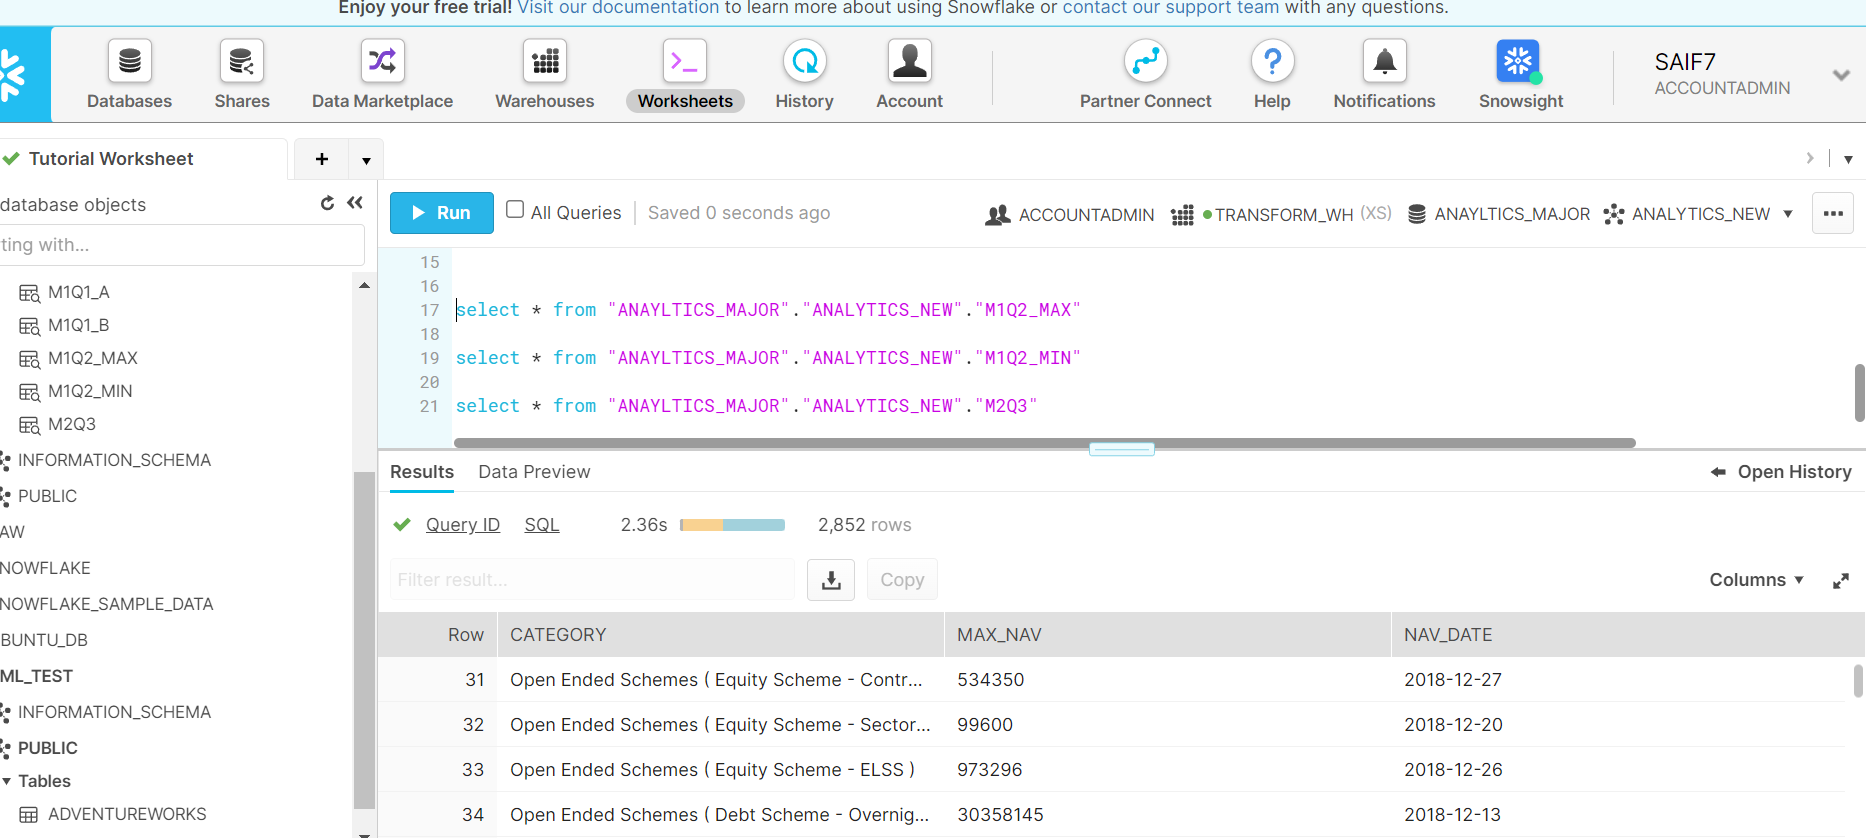 Enjoy your free trial! Visit our documentation to learn more about using Snowflake or contact our support team with any questions.
Databases
Shares
Data Marketplace
Warehouses
Worksheets
History
Account
Partner Connect
Help
Notifications
Snowsight
SAIF7
ACCOUNTADMIN
Tutorial Worksheet
database objects
ting with...
M1Q1_A
M1Q1_B
M1Q2_MAX
M1Q2_MIN
M2Q3
INFORMATION_SCHEMA
PUBLIC
AW
NOWFLAKE
NOWFLAKE_SAMPLE_DATA
BUNTU_DB
ML_TEST
INFORMATION_SCHEMA
PUBLIC
Tables
ADVENTUREWORKS
Run All Queries Saved 0 seconds ago ACCOUNTADMIN TRANSFORM_WH (XS) ANAYLTICS_MAJOR ANALYTICS_NEW
15
16
17 select * from "ANAYLTICS_MAJOR"."ANALYTICS_NEW"."M1Q2_MAX"
18
19 select * from "ANAYLTICS_MAJOR"."ANALYTICS_NEW"."M1Q2_MIN"
20
21 select * from "ANAYLTICS_MAJOR"."ANALYTICS_NEW"."M2Q3"
Results Data Preview Open History
Query ID SQL 2.36s 2,852 rows
Filter result... Copy Columns
Row CATEGORY MAX_NAV NAV_DATE
31 Open Ended Schemes ( Equity Scheme - Contr... 534350 2018-12-27
32 Open Ended Schemes ( Equity Scheme - Sector... 99600 2018-12-20
33 Open Ended Schemes ( Equity Scheme - ELSS ) 973296 2018-12-26
34 Open Ended Schemes ( Debt Scheme - Overnig... 30358145 2018-12-13